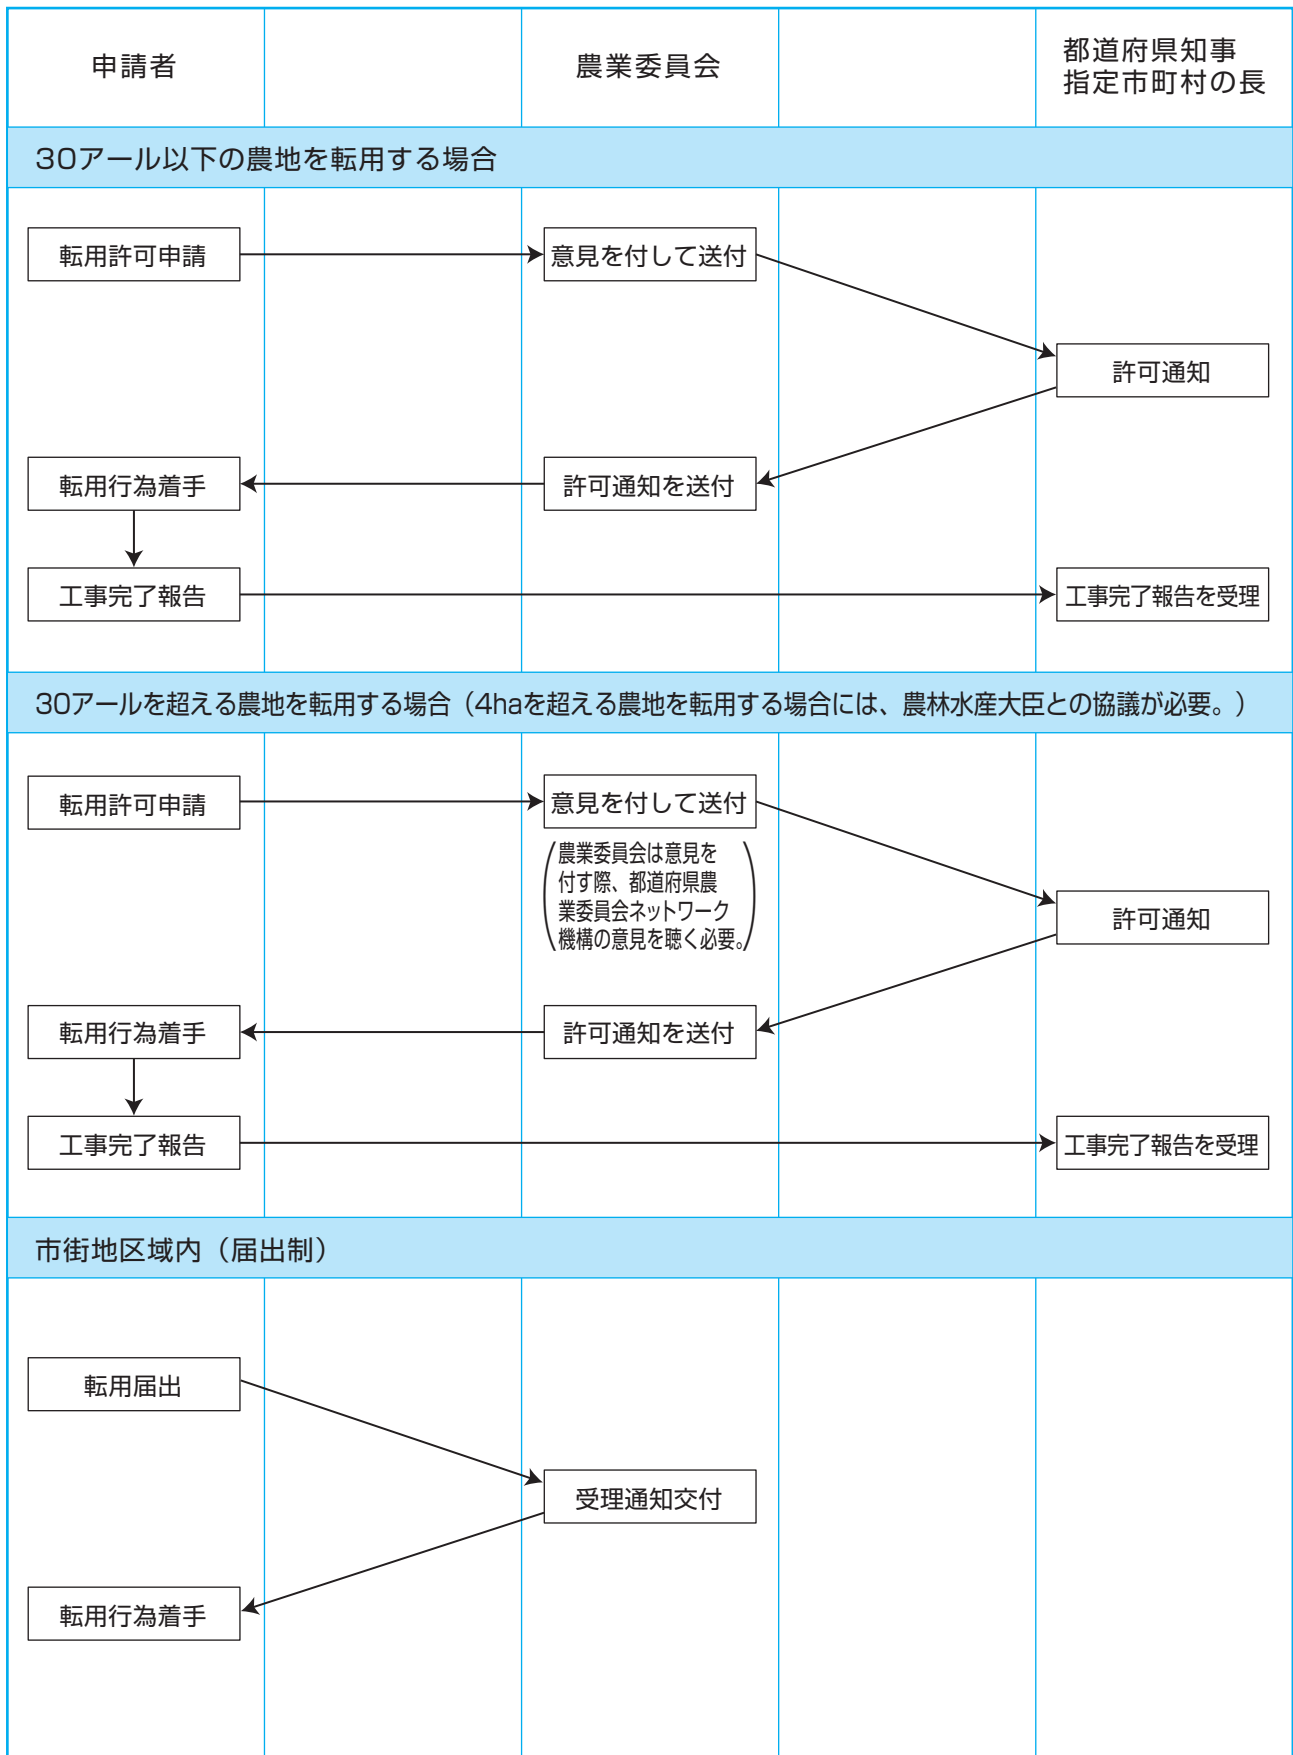 申請者
農業委員会
都道府県知事
指定市町村の長
30アール以下の農地を転用する場合
転用許可申請
意見を付して送付
許可通知
転用行為着手
許可通知を送付
工事完了報告
工事完了報告を受理
30アールを超える農地を転用する場合（4haを超える農地を転用する場合には、農林水産大臣との協議が必要。）
転用許可申請
意見を付して送付
（農業委員会は意見を
付す際、都道府県農
業委員会ネットワーク
機構の意見を聴く必要。）
許可通知
転用行為着手
許可通知を送付
工事完了報告
工事完了報告を受理
市街地区域内（届出制）
転用届出
受理通知交付
転用行為着手